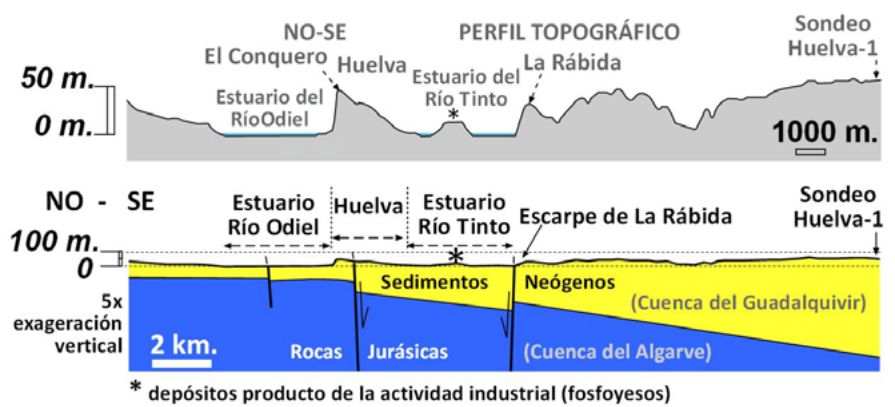 NO-SE
PERFIL TOPOGRÁFICO
Sondeo
Huelva-1
El Conquero
Huelva
Estuario del
Río Tinto
La Rábida
50 m.
0 m.
Estuario del
RíoOdiel
*
1000 m.
NO - SE
Estuario
Río Odiel
Huelva
Estuario
Río Tinto
Escarpe de La Rábida
Sondeo
Huelva-1
100 m.
0
*
Sedimentos Neógenos
(Cuenca del Guadalquivir)
5x
exageración
vertical
2 km.
Rocas Jurásicas
(Cuenca del Algarve)
* depósitos producto de la actividad industrial (fosfoyesos)